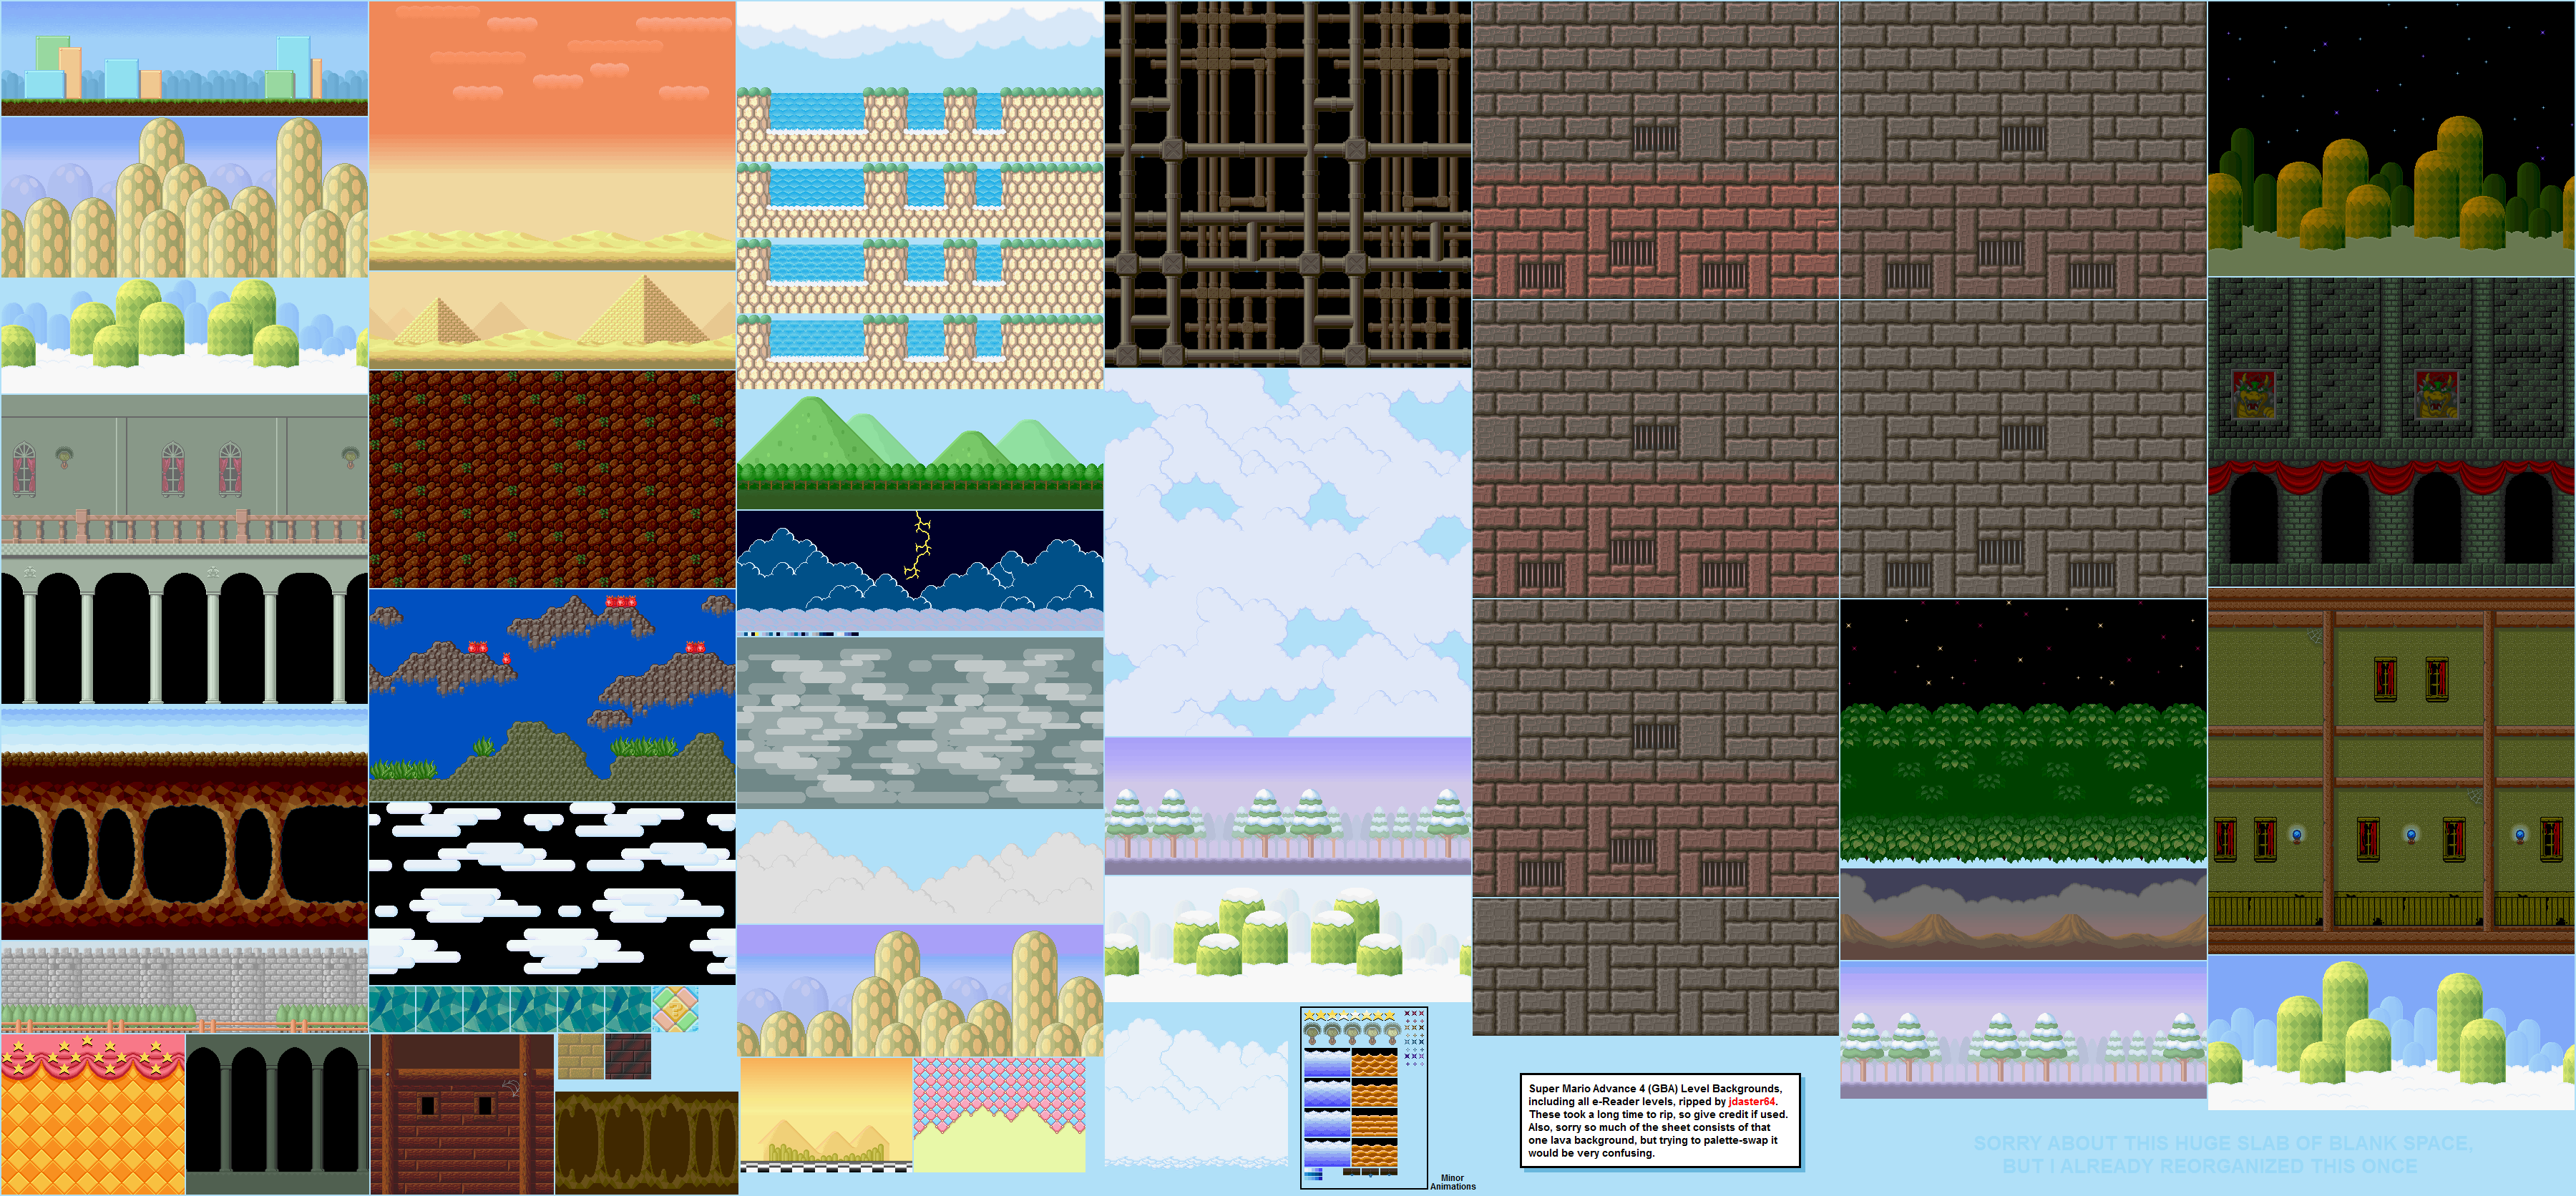 Super Mario Advance 4 (GBA) Level Backgrounds,
including all e-Reader levels, ripped by jdaster64.
These took a long time to rip, so give credit if used.
Also, sorry so much of the sheet consists of that
one lava background, but trying to palette-swap it
would be very confusing.
Minor
Animations
SORRY ABOUT THIS HUGE SLAB OF BLANK SPACE,
BUT I ALREADY REORGANIZED THIS ONCE